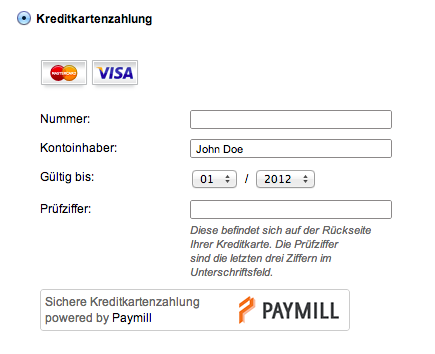 Kreditkartenzahlung
MasterCard VISA
Nummer:
Kontoinhaber: John Doe
Gültig bis: 01 / 2012
Prüfziffer:
Diese befindet sich auf der Rückseite
Ihrer Kreditkarte. Die Prüfziffer
sind die letzten drei Ziffern im
Unterschriftsfeld.
Sichere Kreditkartenzahlung
powered by Paymill
PAYMILL